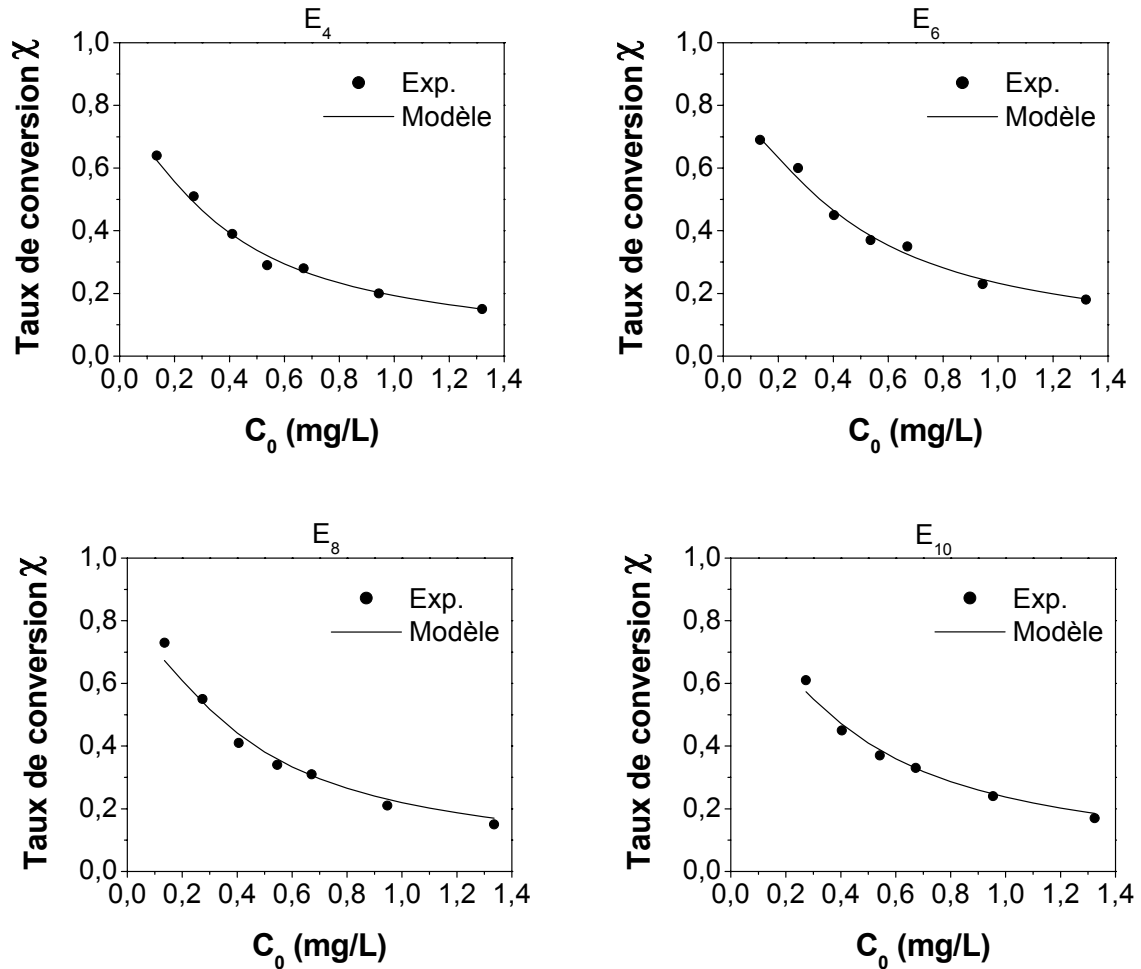 E₄
Taux de conversion χ
1,0
0,8
0,6
0,4
0,2
0,0
Exp.
Modèle
0,0 0,2 0,4 0,6 0,8 1,0 1,2 1,4
C₀ (mg/L)
E₆
Taux de conversion χ
1,0
0,8
0,6
0,4
0,2
0,0
Exp.
Modèle
0,0 0,2 0,4 0,6 0,8 1,0 1,2 1,4
C₀ (mg/L)
E₈
Taux de conversion χ
1,0
0,8
0,6
0,4
0,2
0,0
Exp.
Modèle
0,0 0,2 0,4 0,6 0,8 1,0 1,2 1,4
C₀ (mg/L)
E₁₀
Taux de conversion χ
1,0
0,8
0,6
0,4
0,2
0,0
Exp.
Modèle
0,0 0,2 0,4 0,6 0,8 1,0 1,2 1,4
C₀ (mg/L)